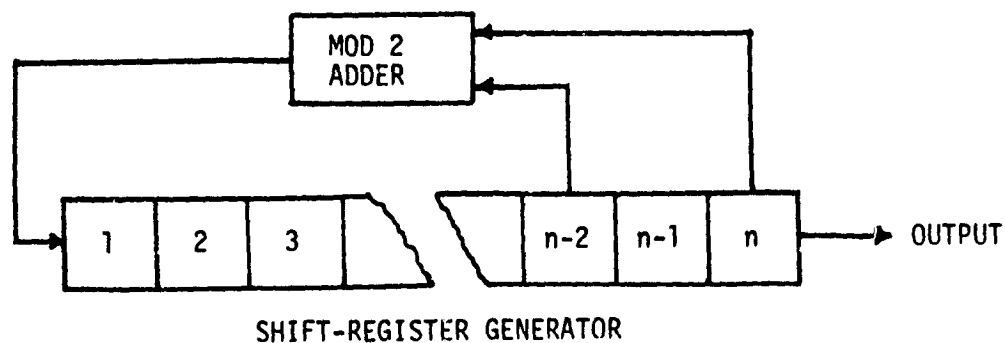 MOD 2
ADDER
1 2 3 n-2 n-1 n OUTPUT
SHIFT-REGISTER GENERATOR